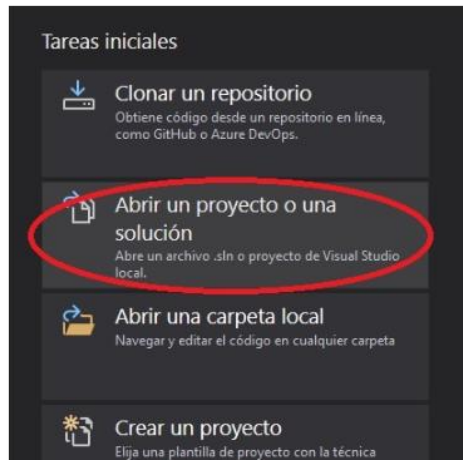 Tareas iniciales
Clonar un repositorio
Obtiene código desde un repositorio en línea,
como GitHub o Azure DevOps.
Abrir un proyecto o una
solución
Abre un archivo .sln o proyecto de Visual Studio
local.
Abrir una carpeta local
Navegar y editar el código en cualquier carpeta
Crear un proyecto
Elija una plantilla de proyecto con la técnica